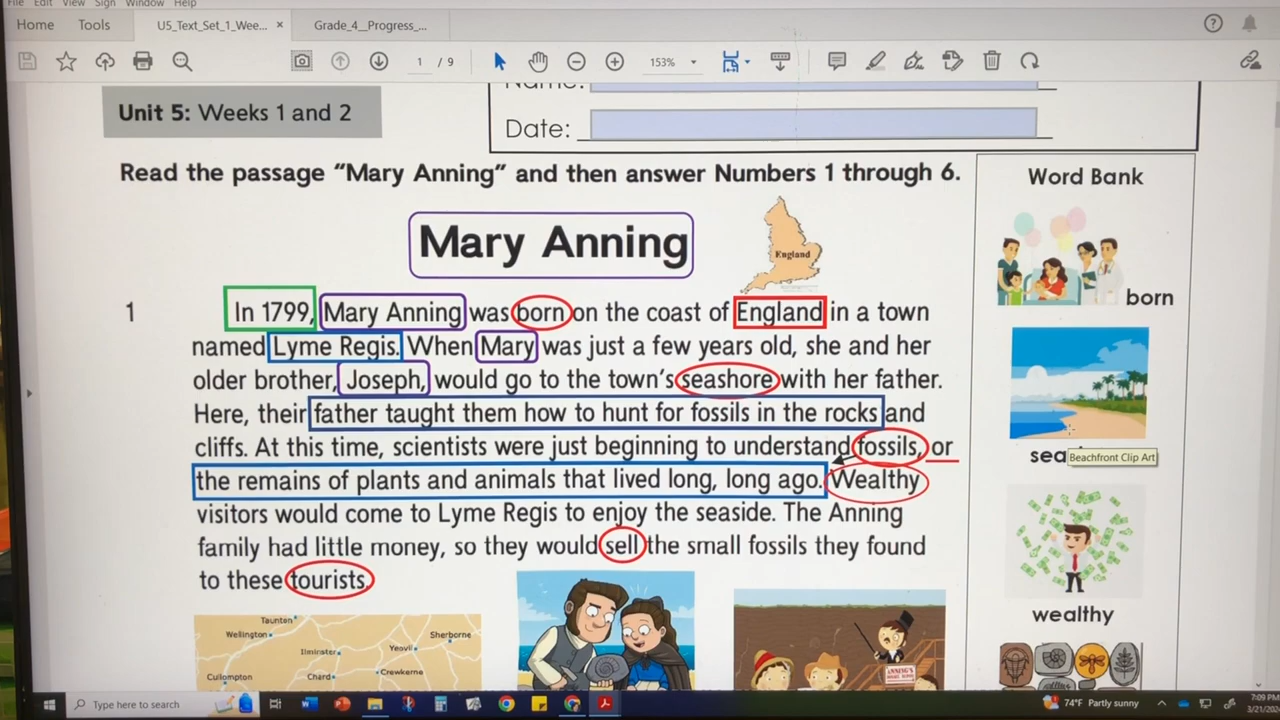 File Edit View Sign Window Help
Home Tools U5_Text_Set_1_Wee... × Grade_4__Progress_...
1 / 9 153%
Unit 5: Weeks 1 and 2
Name:
Date:
Read the passage “Mary Anning” and then answer Numbers 1 through 6.
Mary Anning
England
1 In 1799, Mary Anning was born on the coast of England in a town
named Lyme Regis. When Mary was just a few years old, she and her
older brother, Joseph, would go to the town’s seashore with her father.
Here, their father taught them how to hunt for fossils in the rocks and
cliffs. At this time, scientists were just beginning to understand fossils, or
the remains of plants and animals that lived long, long ago. Wealthy
visitors would come to Lyme Regis to enjoy the seaside. The Anning
family had little money, so they would sell the small fossils they found
to these tourists.
Taunton
Wellington
Ilminster
Yeovil
Sherborne
Cullompton
Chard
Crewkerne
ANNING'S
Word Bank
born
sea
Beachfront Clip Art
wealthy
Type here to search
74°F Partly sunny
7:09 PM